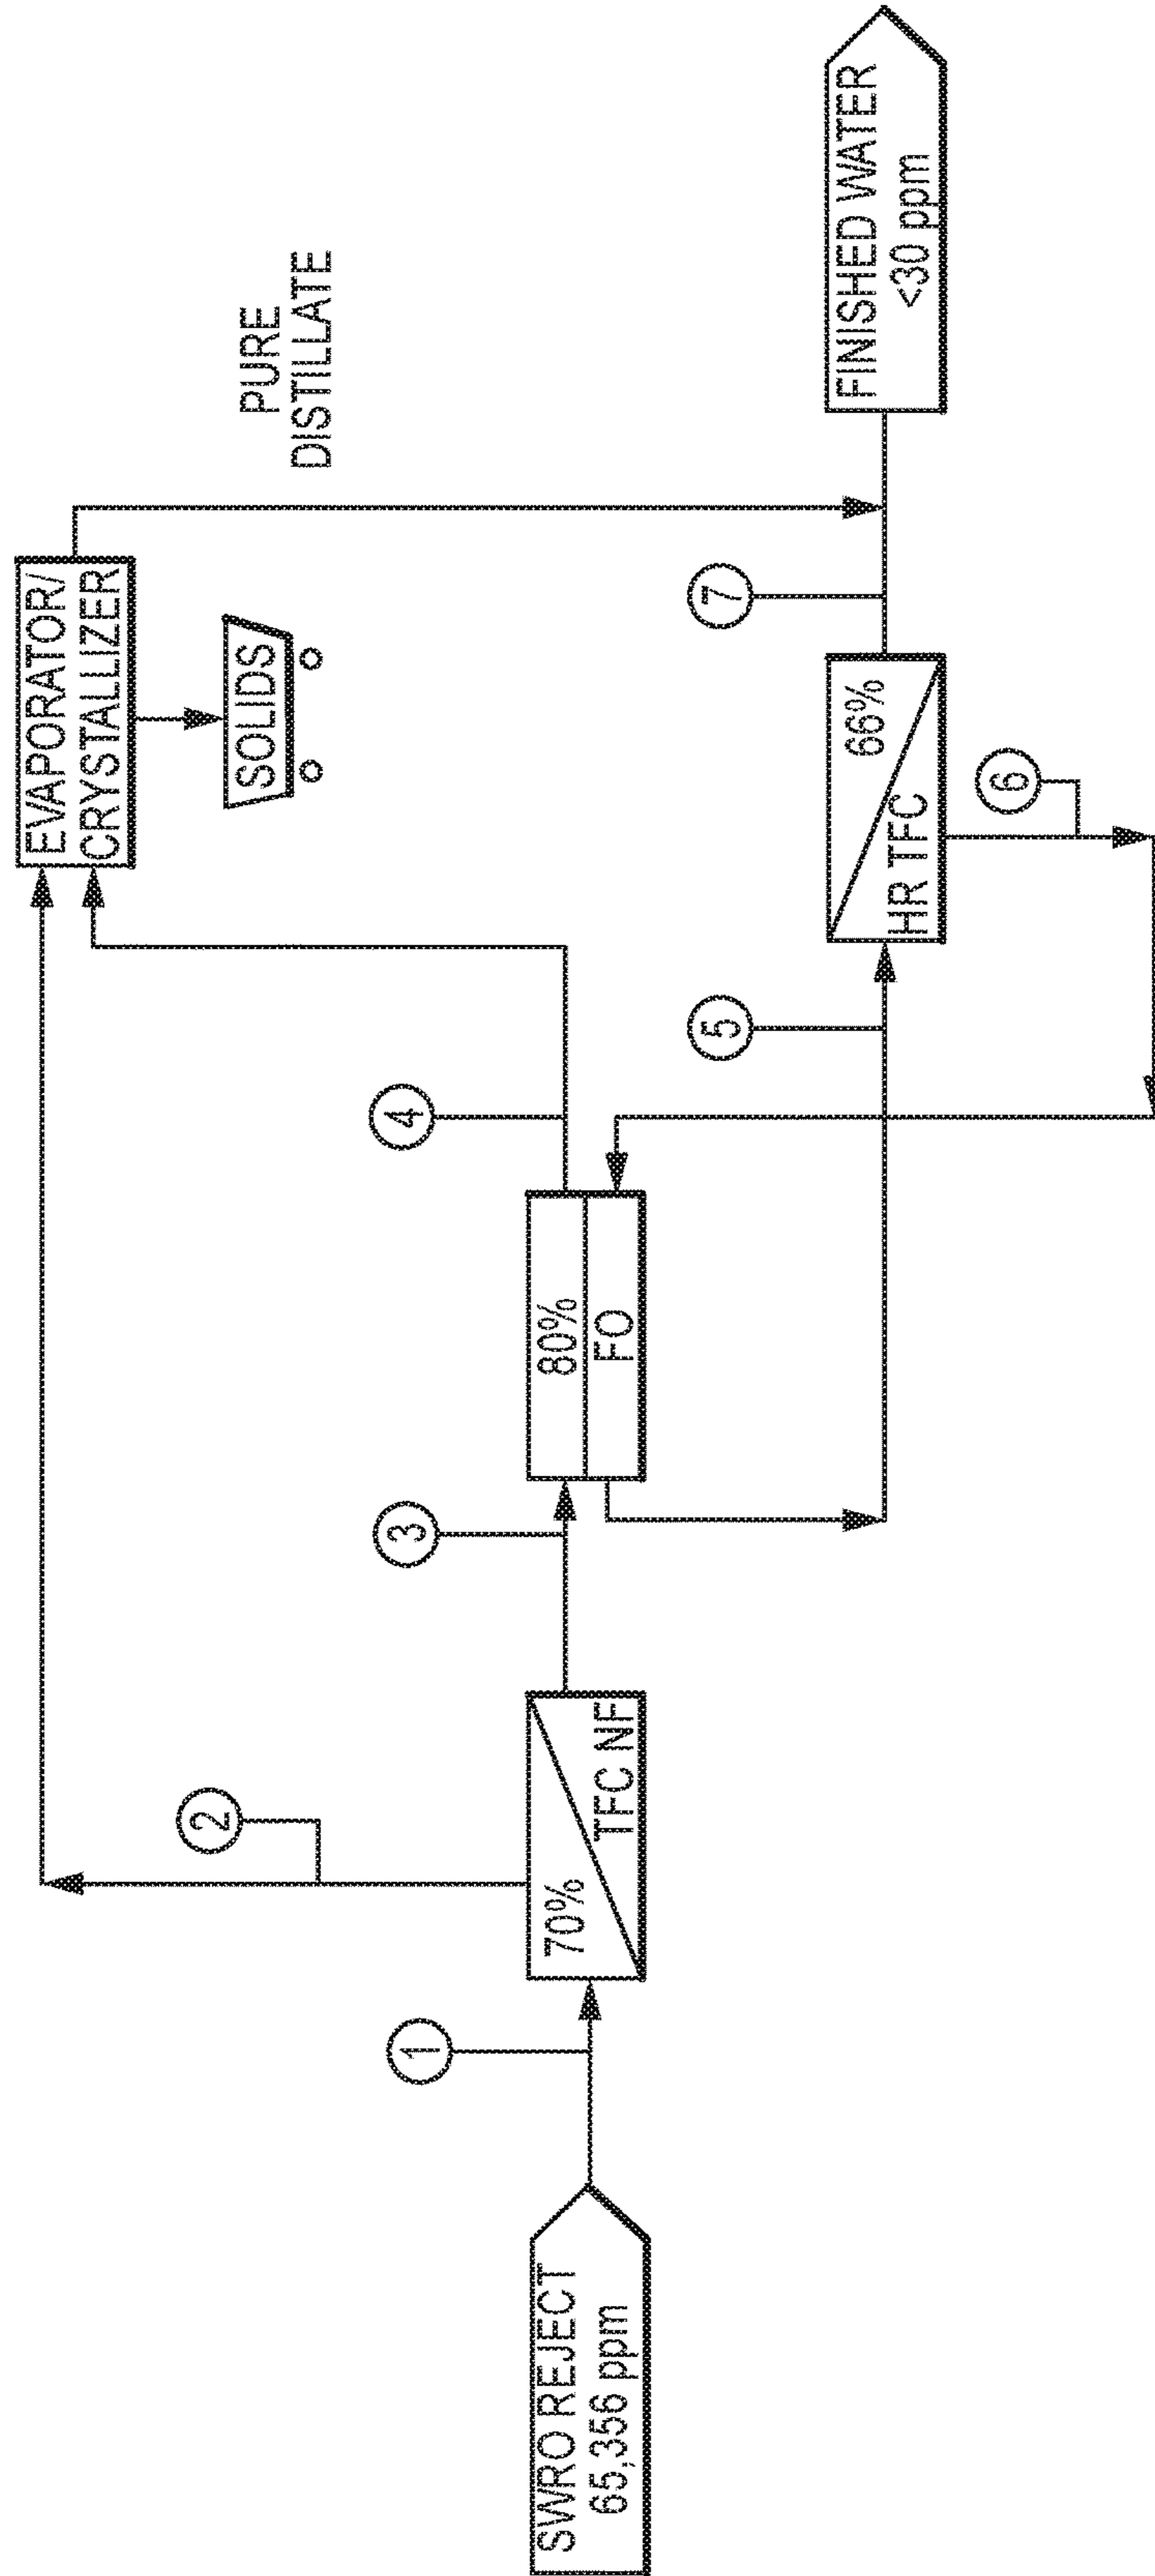 SWRO REJECT
65,356 ppm
1
70%
TFC NF
2
3
80%
FO
4
5
HR TFC
66%
6
7
EVAPORATOR/
CRYSTALLIZER
SOLIDS
PURE
DISTILLATE
FINISHED WATER
<30 ppm